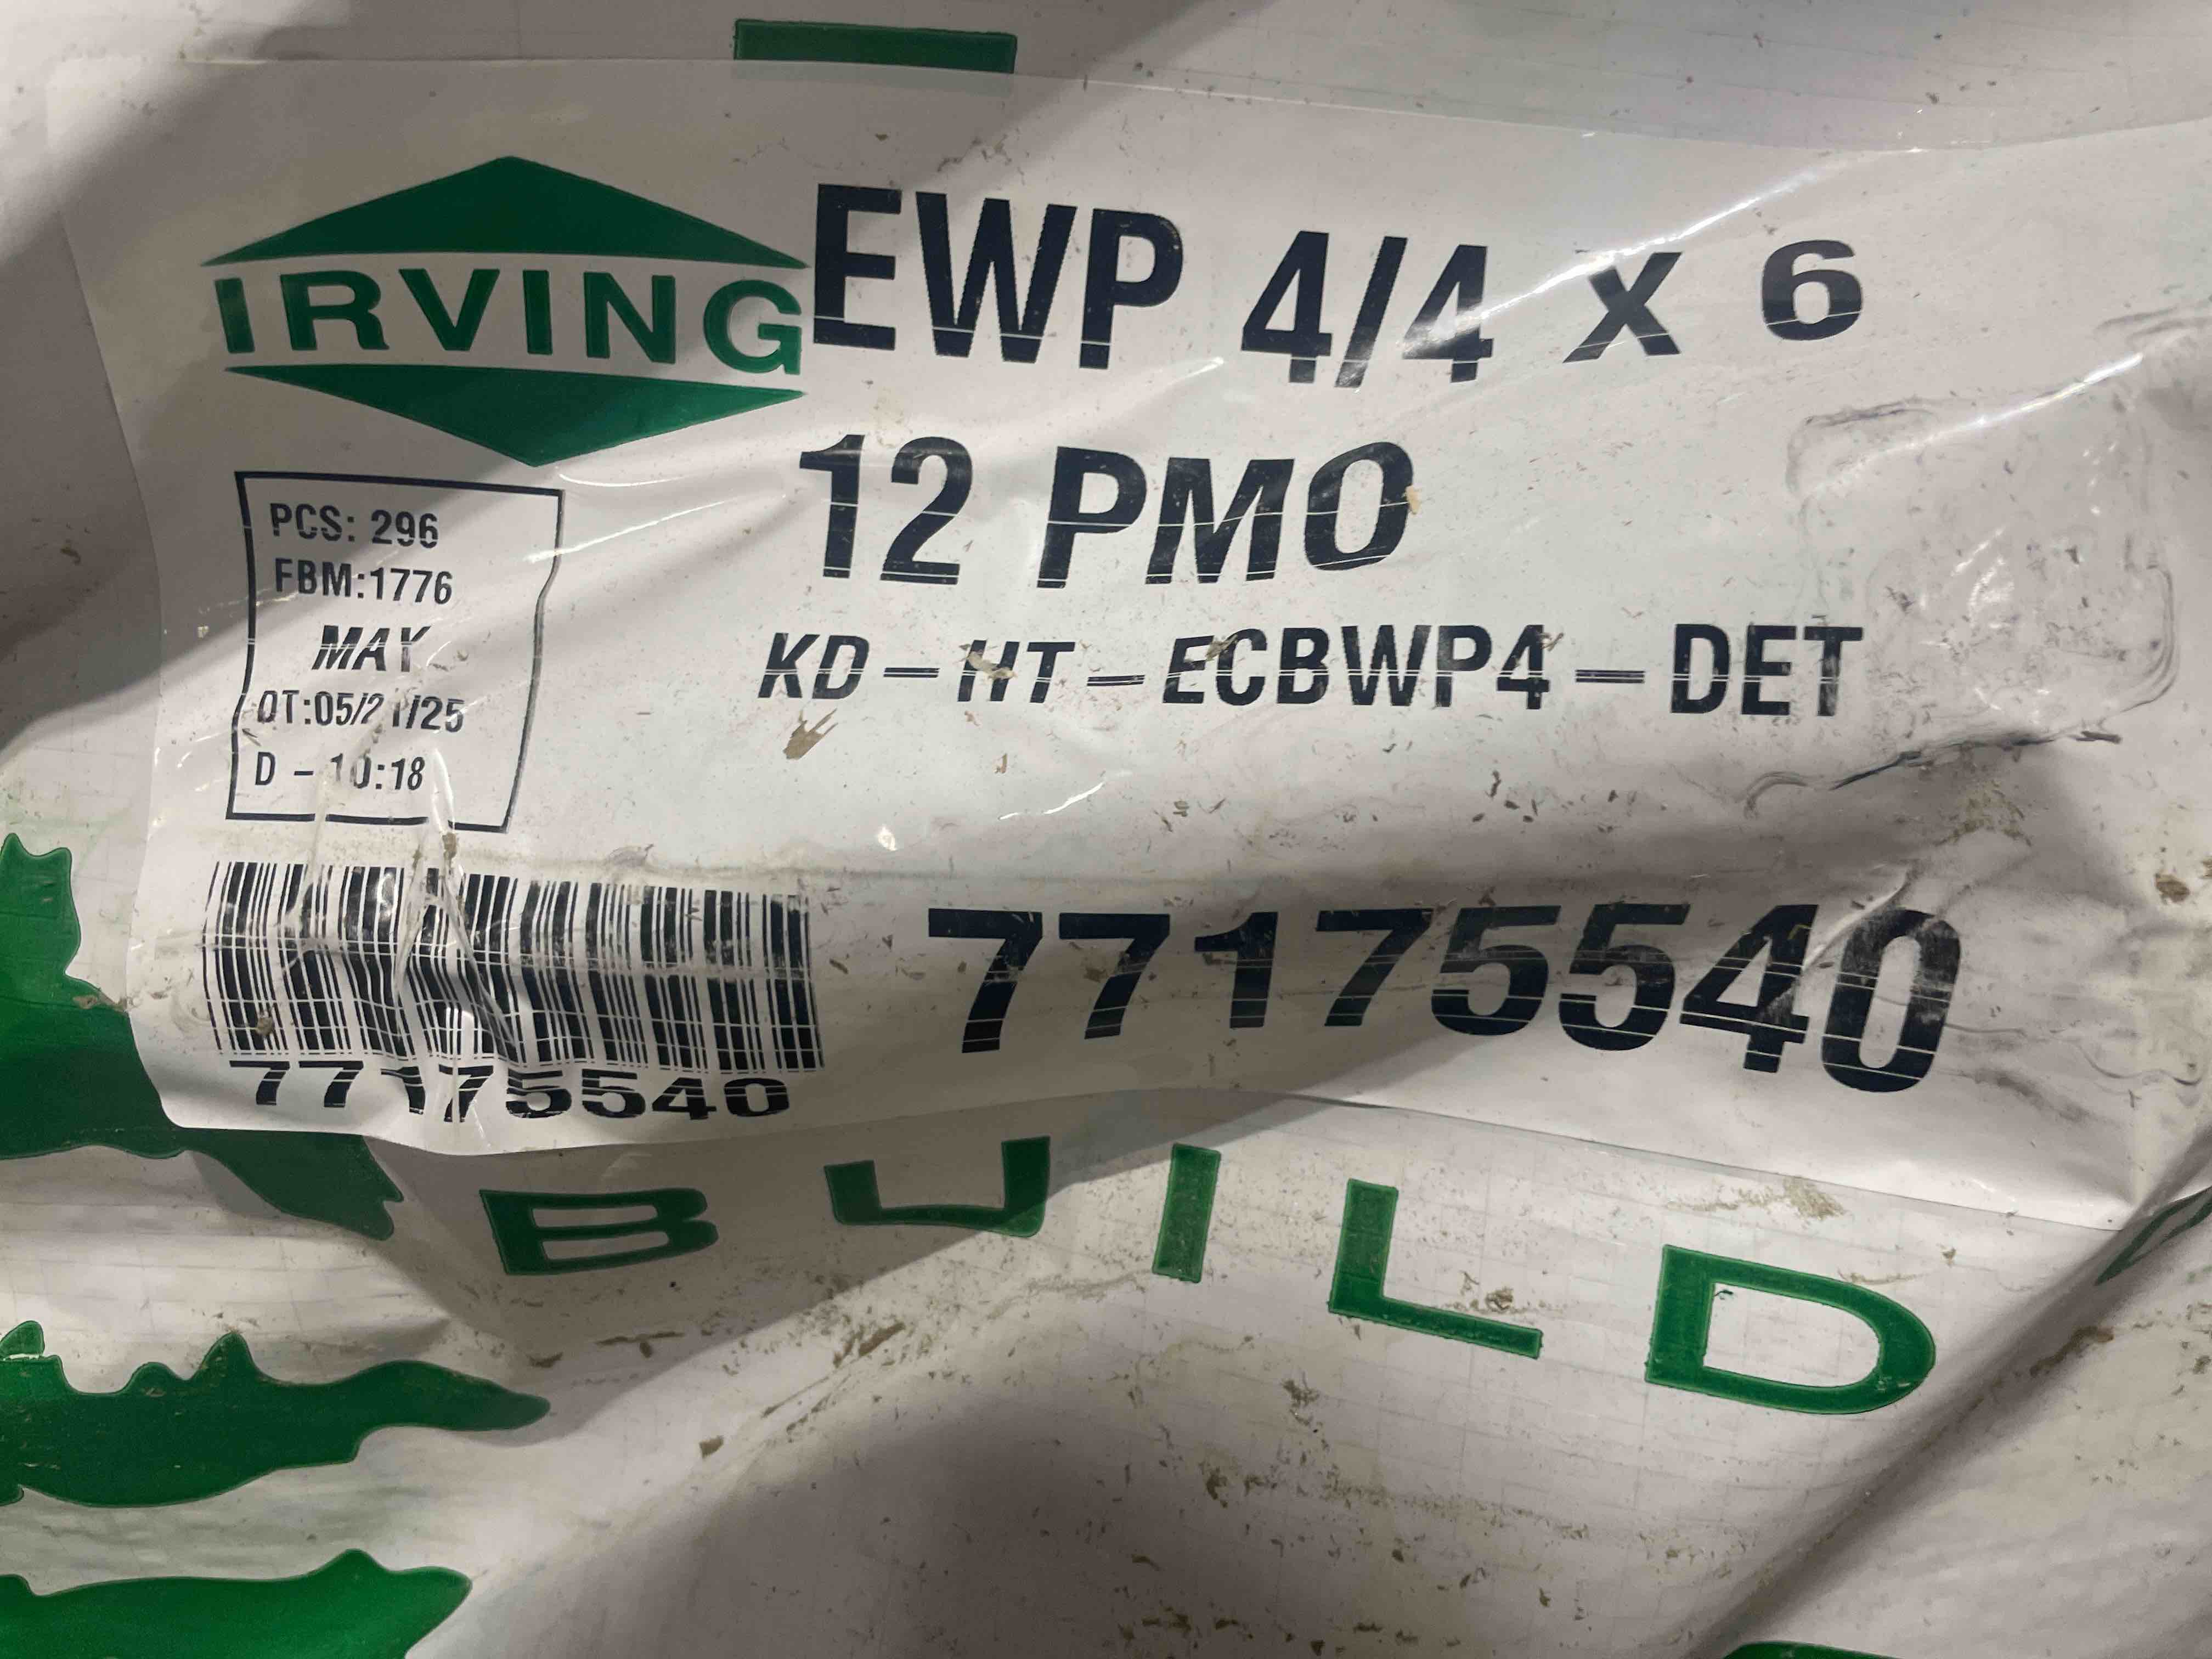 IRVING
EWP 4/4 x 6
12 PMO
KD-HT-ECBWP4-DET
PCS: 296
FBM:1776
MAY
D - 10:18
77175540
77175540
BUILD